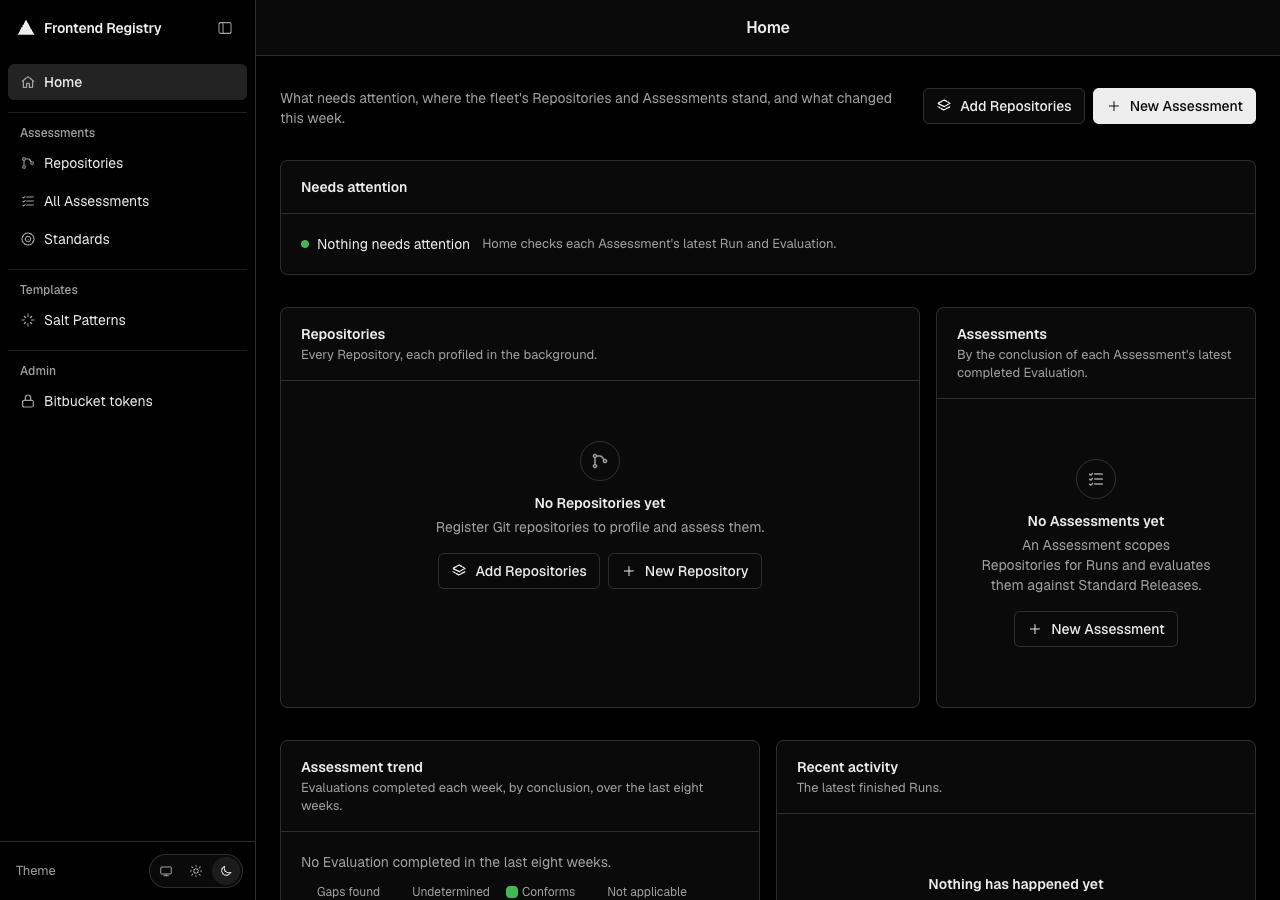 Frontend Registry
Home
Assessments
Repositories
All Assessments
Standards
Templates
Salt Patterns
Admin
Bitbucket tokens
Theme
Home
What needs attention, where the fleet's Repositories and Assessments stand, and what changed
this week.
Add Repositories
New Assessment
Needs attention
Nothing needs attention Home checks each Assessment's latest Run and Evaluation.
Repositories
Every Repository, each profiled in the background.
No Repositories yet
Register Git repositories to profile and assess them.
Add Repositories
New Repository
Assessments
By the conclusion of each Assessment's latest
completed Evaluation.
No Assessments yet
An Assessment scopes
Repositories for Runs and evaluates
them against Standard Releases.
New Assessment
Assessment trend
Evaluations completed each week, by conclusion, over the last eight
weeks.
No Evaluation completed in the last eight weeks.
Gaps found Undetermined Conforms Not applicable
Recent activity
The latest finished Runs.
Nothing has happened yet